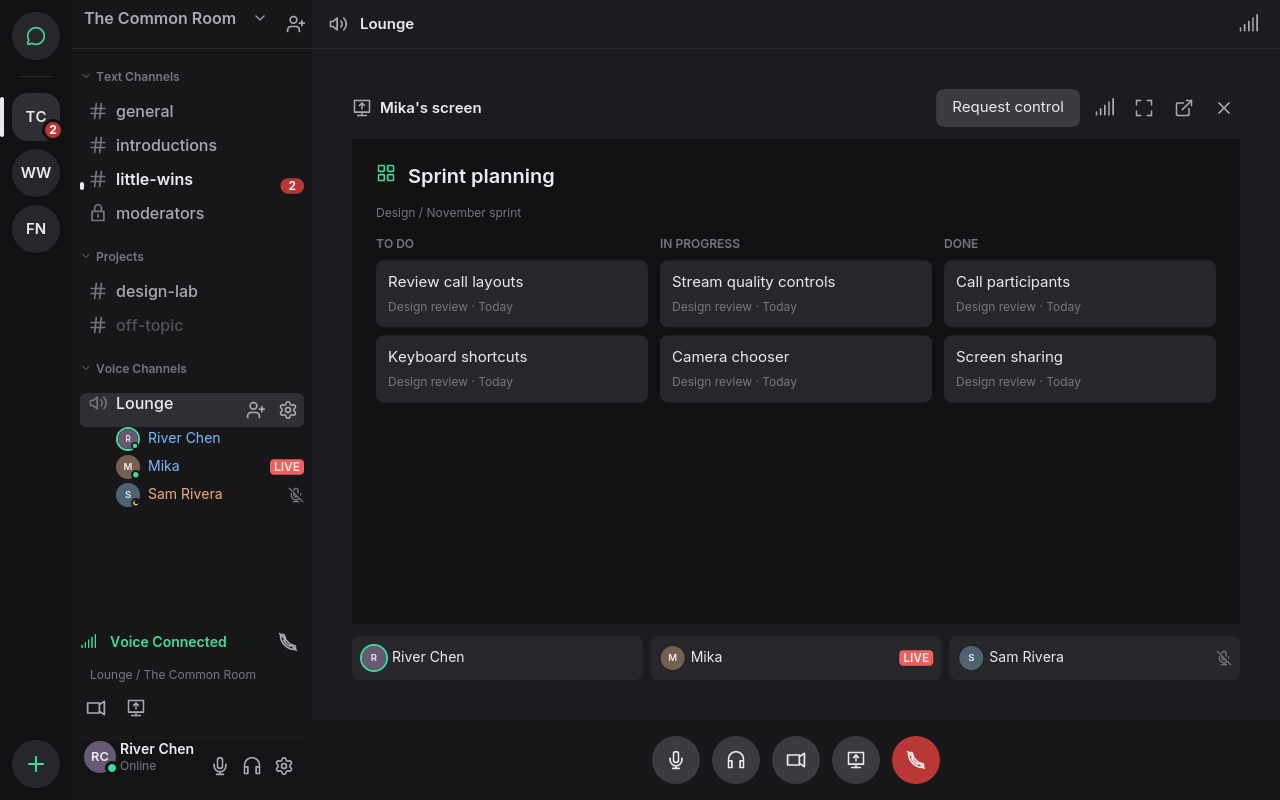 The Common Room
TC
2
WW
FN
Text Channels
general
introductions
little-wins
2
moderators
Projects
design-lab
off-topic
Voice Channels
Lounge
R
River Chen
M
Mika
LIVE
S
Sam Rivera
Voice Connected
Lounge / The Common Room
RC
River Chen
Online
Lounge
Mika's screen
Request control
Sprint planning
Design / November sprint
TO DO
Review call layouts
Design review · Today
Keyboard shortcuts
Design review · Today
IN PROGRESS
Stream quality controls
Design review · Today
Camera chooser
Design review · Today
DONE
Call participants
Design review · Today
Screen sharing
Design review · Today
R
River Chen
M
Mika
LIVE
S
Sam Rivera